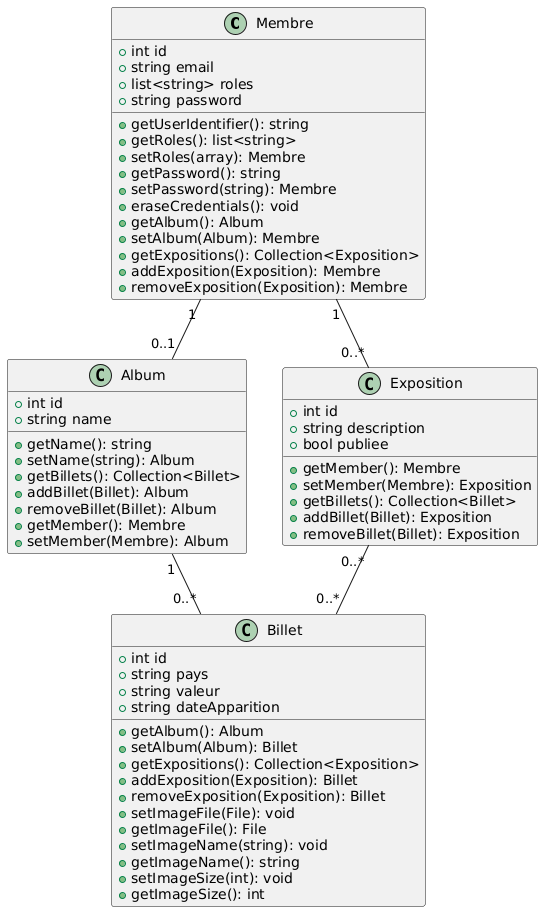 C Membre
int id
string email
list<string> roles
string password
getUserIdentifier(): string
getRoles(): list<string>
setRoles(array): Membre
getPassword(): string
setPassword(string): Membre
eraseCredentials(): void
getAlbum(): Album
setAlbum(Album): Membre
getExpositions(): Collection<Exposition>
addExposition(Exposition): Membre
removeExposition(Exposition): Membre
1
1
0..1
0..*
C Album
int id
string name
getName(): string
setName(string): Album
getBillets(): Collection<Billet>
addBillet(Billet): Album
removeBillet(Billet): Album
getMember(): Membre
setMember(Membre): Album
C Exposition
int id
string description
bool publiee
getMember(): Membre
setMember(Membre): Exposition
getBillets(): Collection<Billet>
addBillet(Billet): Exposition
removeBillet(Billet): Exposition
1
0..*
0..*
0..*
C Billet
int id
string pays
string valeur
string dateApparition
getAlbum(): Album
setAlbum(Album): Billet
getExpositions(): Collection<Exposition>
addExposition(Exposition): Billet
removeExposition(Exposition): Billet
setImageFile(File): void
getImageFile(): File
setImageName(string): void
getImageName(): string
setImageSize(int): void
getImageSize(): int